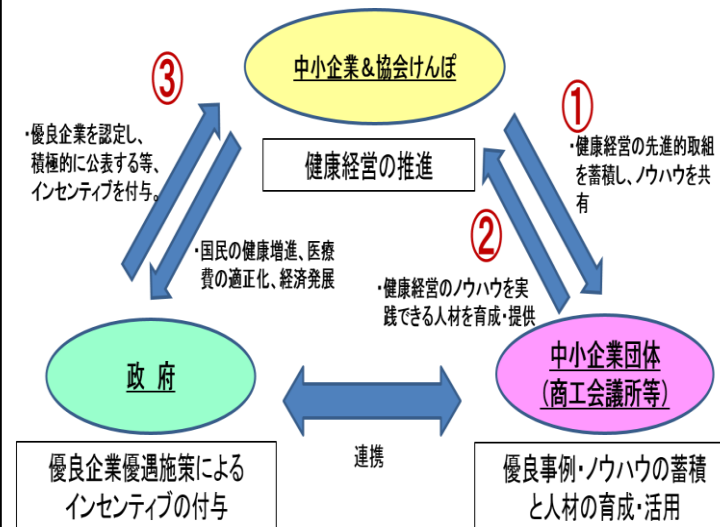 中小企業＆協会けんぽ
健康経営の推進
③
・優良企業を認定し、
積極的に公表する等、
インセンティブを付与。
・国民の健康増進、医療
費の適正化、経済発展
①
・健康経営の先進的取組
を蓄積し、ノウハウを共
有
②
・健康経営のノウハウを実
践できる人材を育成・提供
政 府
優良企業優遇施策による
インセンティブの付与
連携
中小企業団体
（商工会議所等）
優良事例・ノウハウの蓄積
と人材の育成・活用